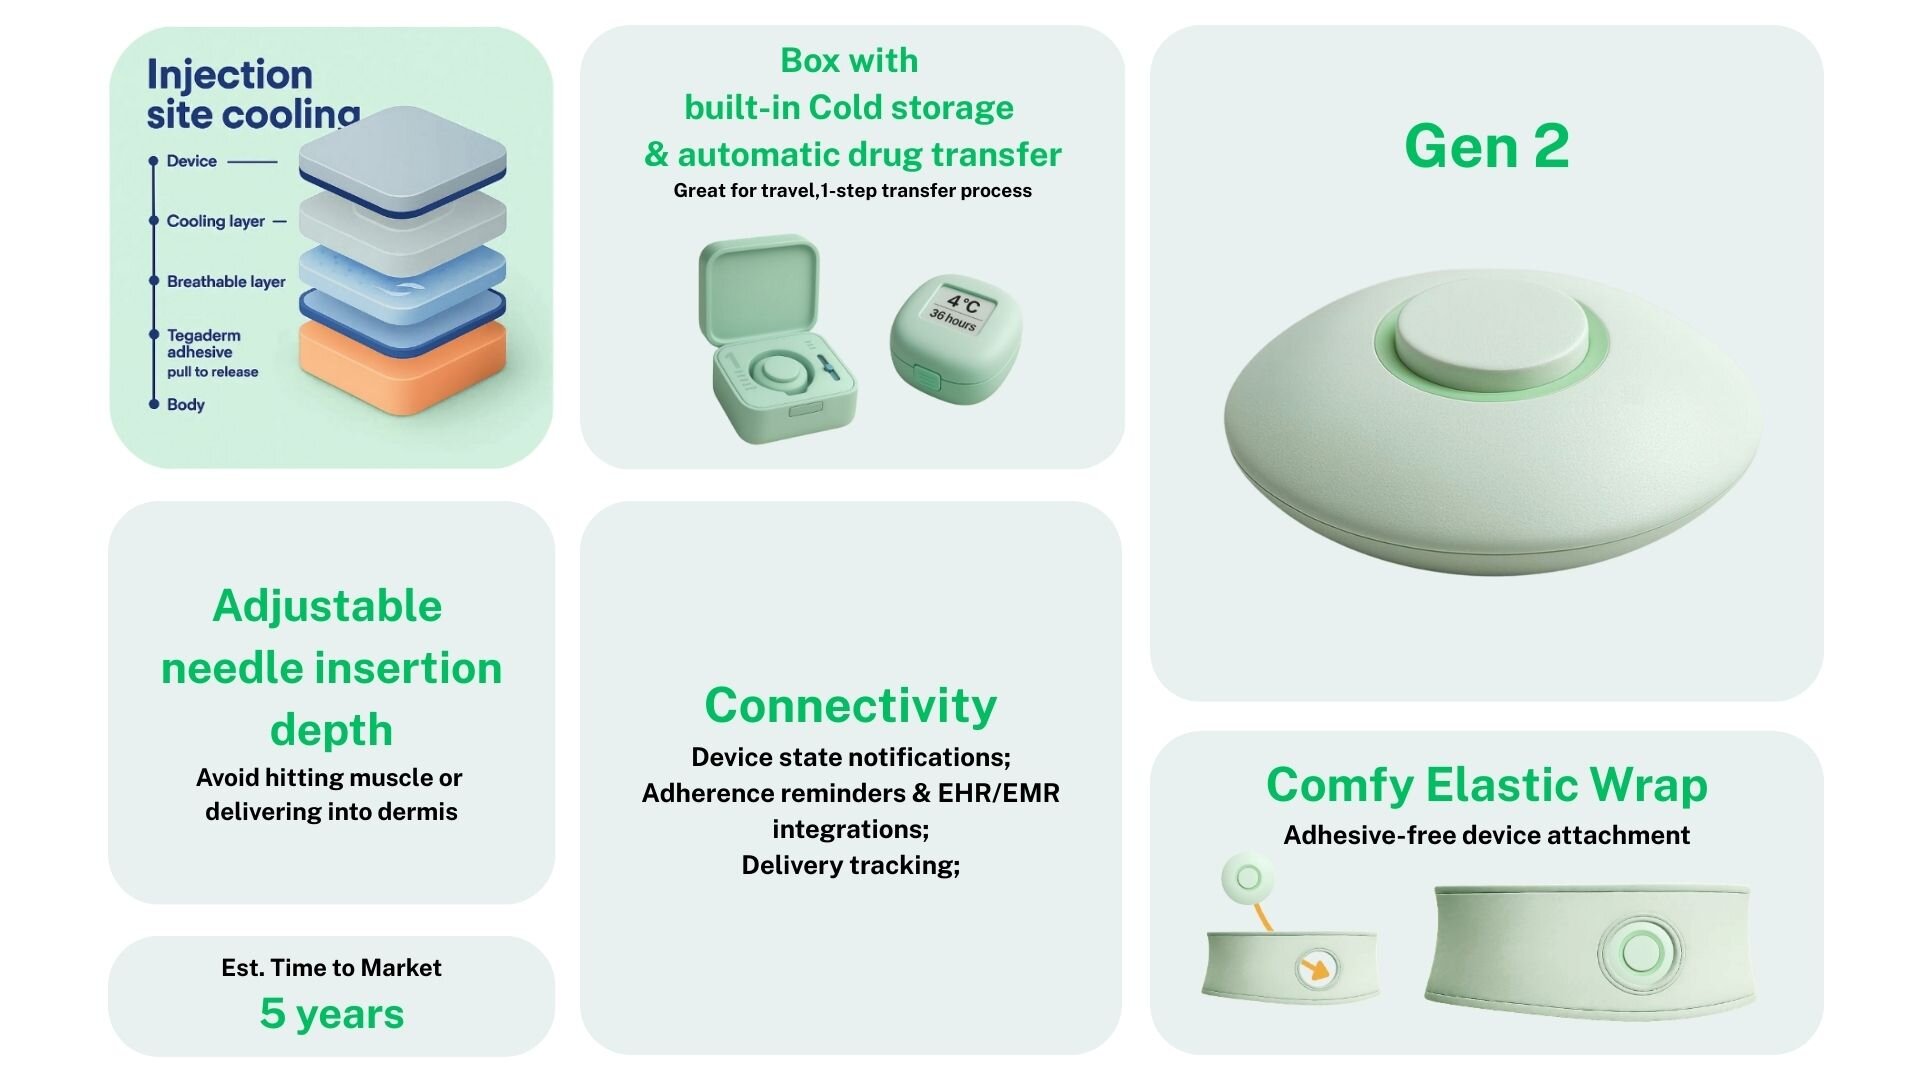 Injection
site cooling
Device
Cooling layer
Breathable layer
Tegaderm
adhesive
pull to release
Body
Box with
built-in Cold storage
& automatic drug transfer
Great for travel,1-step transfer process
4°C
36 hours
Gen 2
Adjustable
needle insertion
depth
Avoid hitting muscle or
delivering into dermis
Connectivity
Device state notifications;
Adherence reminders & EHR/EMR
integrations;
Delivery tracking;
Comfy Elastic Wrap
Adhesive-free device attachment
Est. Time to Market
5 years